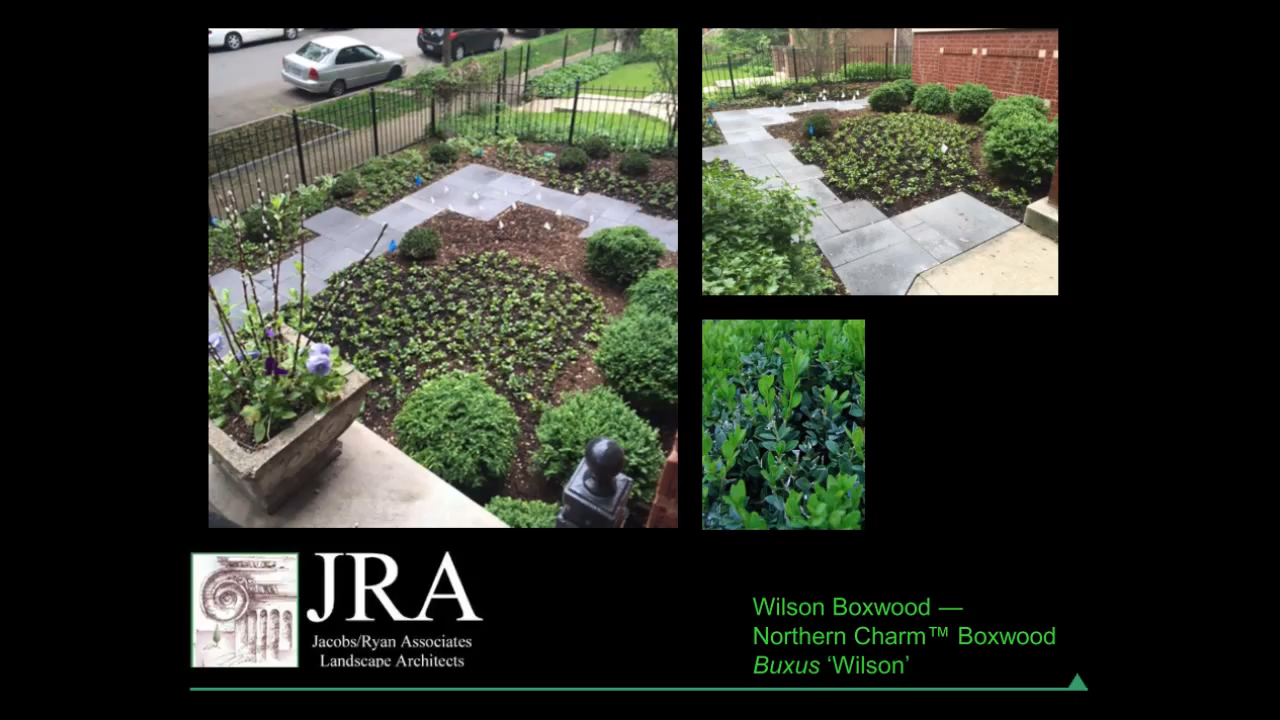 JRA
Jacobs/Ryan Associates
Landscape Architects
Wilson Boxwood —
Northern Charm™ Boxwood
Buxus ‘Wilson’